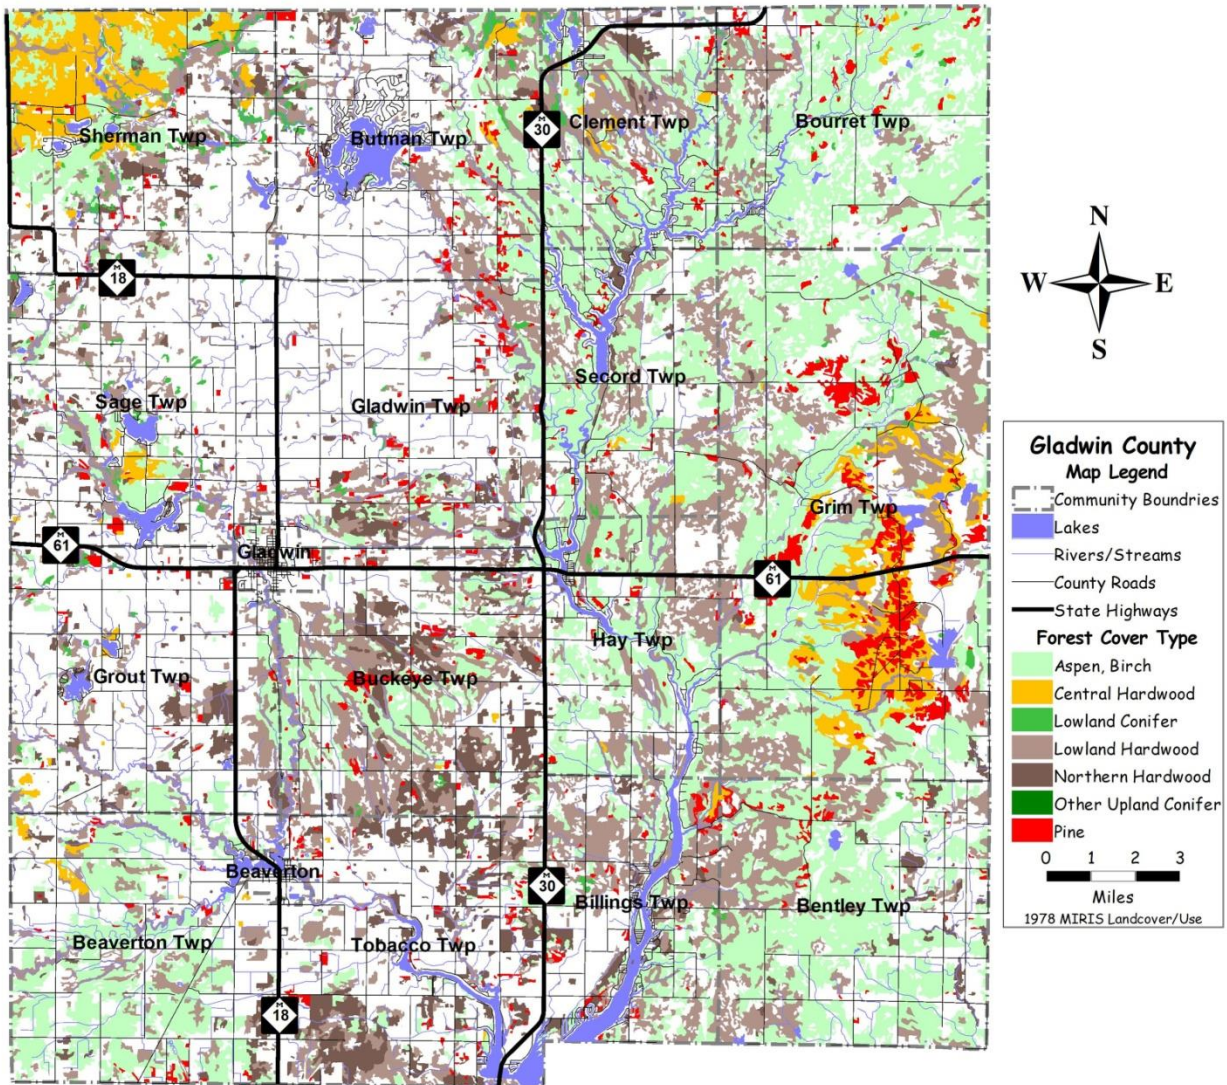 M
30
Clement Twp
Bourret Twp
Sherman Twp
Butman Twp
N
W E
S
M
18
Secord Twp
Sage Twp
Gladwin Twp
Grim Twp
M
61
Gladwin
M
61
Hay Twp
Grout Twp
Buckeye Twp
Beaverton
M
30
Billings Twp
Bentley Twp
Beaverton Twp
Tobacco Twp
M
18
Gladwin County
Map Legend
Community Boundries
Lakes
Rivers/Streams
County Roads
State Highways
Forest Cover Type
Aspen, Birch
Central Hardwood
Lowland Conifer
Lowland Hardwood
Northern Hardwood
Other Upland Conifer
Pine
0 1 2 3
Miles
1978 MIRIS Landcover/Use